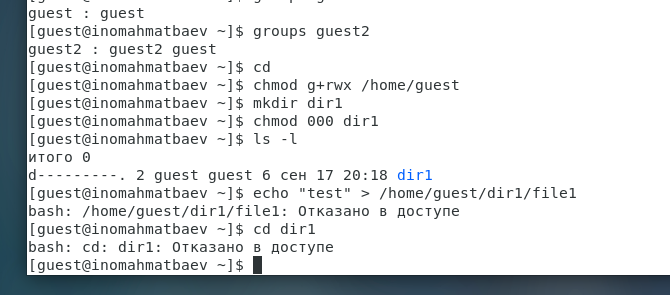 guest : guest
[guest@inomahmatbaev ~]$ groups guest2
guest2 : guest2 guest
[guest@inomahmatbaev ~]$ cd
[guest@inomahmatbaev ~]$ chmod g+rwx /home/guest
[guest@inomahmatbaev ~]$ mkdir dir1
[guest@inomahmatbaev ~]$ chmod 000 dir1
[guest@inomahmatbaev ~]$ ls -l
итого 0
d---------. 2 guest guest 6 сен 17 20:18 dir1
[guest@inomahmatbaev ~]$ echo "test" > /home/guest/dir1/file1
bash: /home/guest/dir1/file1: Отказано в доступе
[guest@inomahmatbaev ~]$ cd dir1
bash: cd: dir1: Отказано в доступе
[guest@inomahmatbaev ~]$